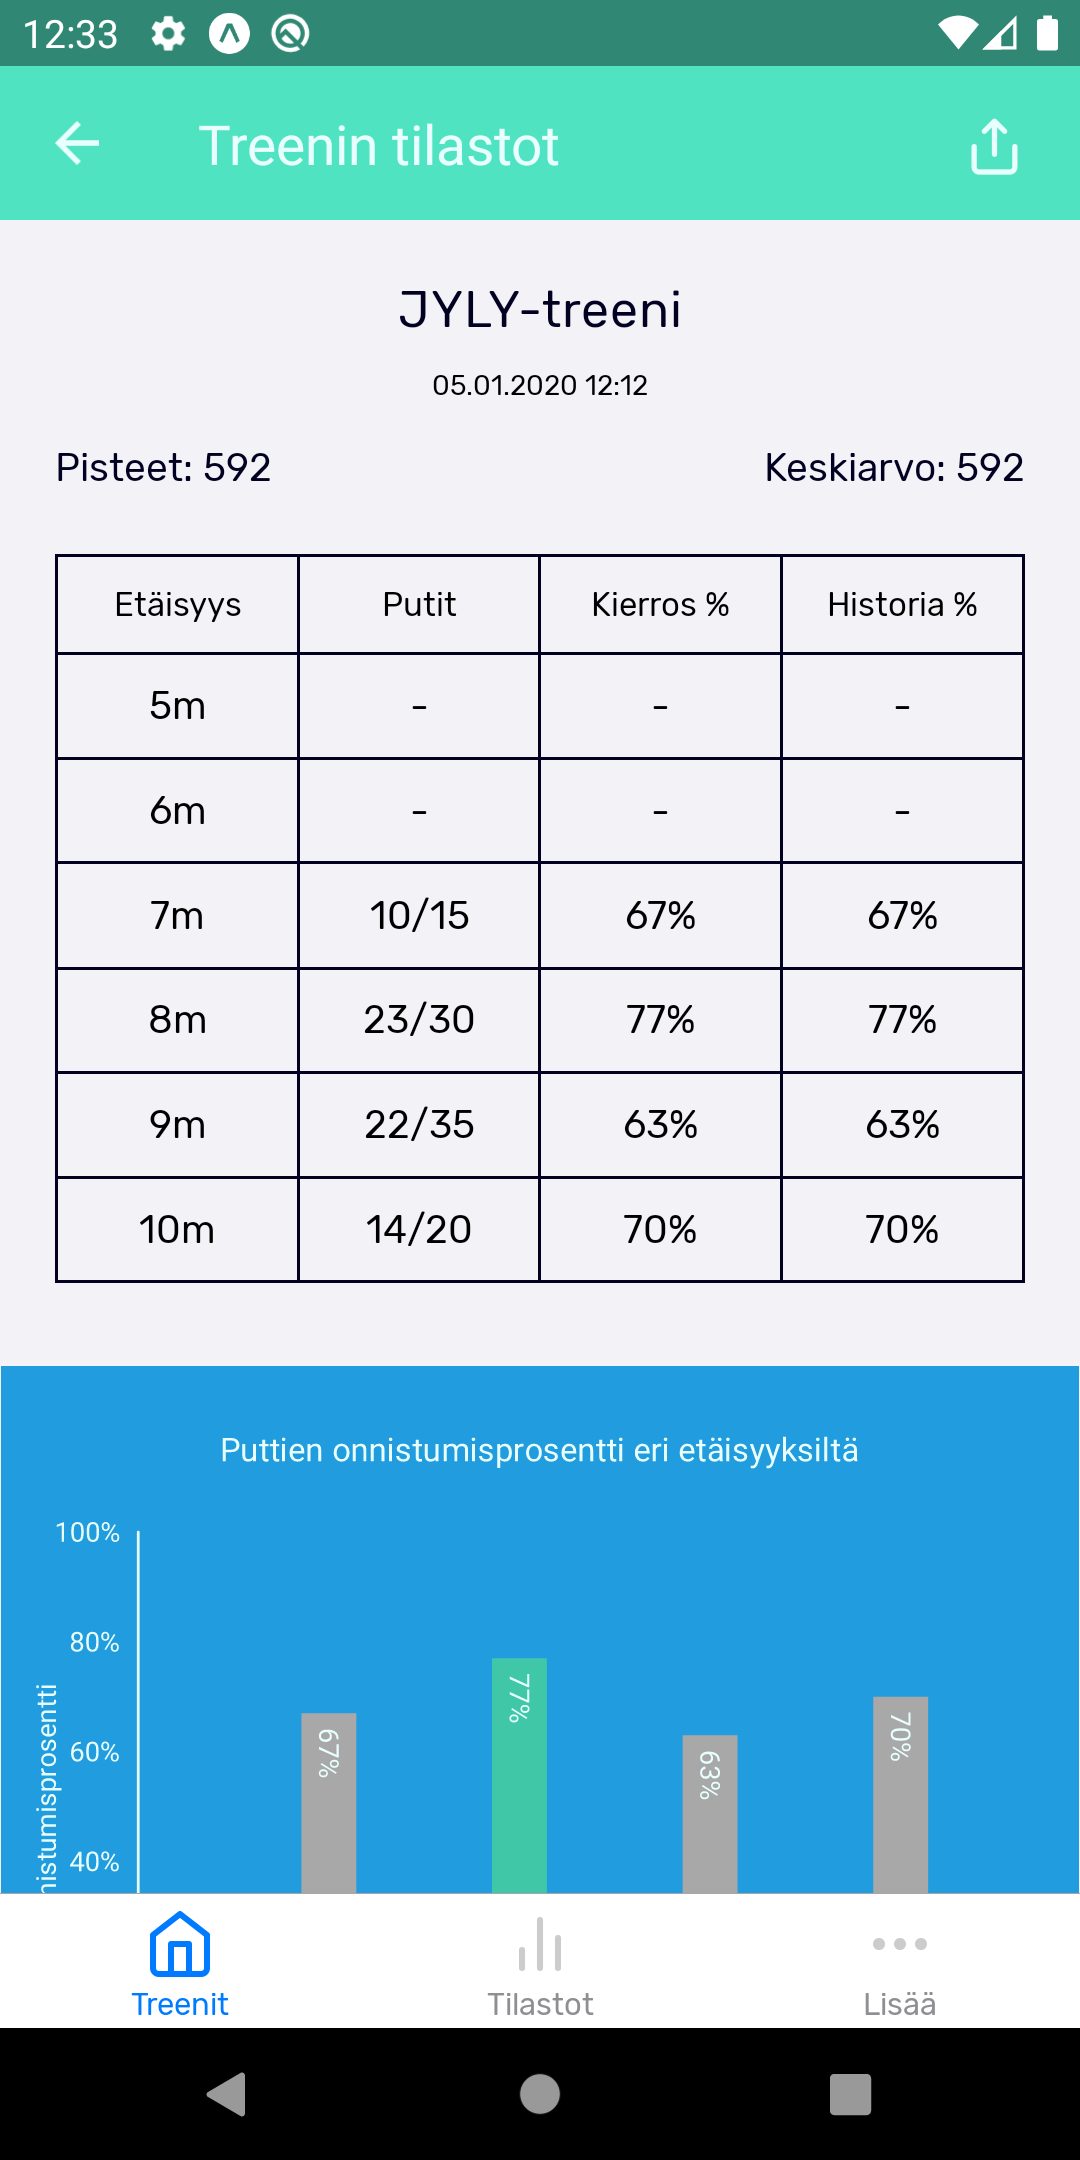 12:33
Treenin tilastot
JYLY-treeni
05.01.2020 12:12
Pisteet: 592 Keskiarvo: 592
Etäisyys Putit Kierros % Historia %
5m - - -
6m - - -
7m 10/15 67% 67%
8m 23/30 77% 77%
9m 22/35 63% 63%
10m 14/20 70% 70%
Puttien onnistumisprosentti eri etäisyyksiltä
100%
80%
60%
40%
nistumisprosentti
67%
77%
63%
70%
Treenit Tilastot Lisää